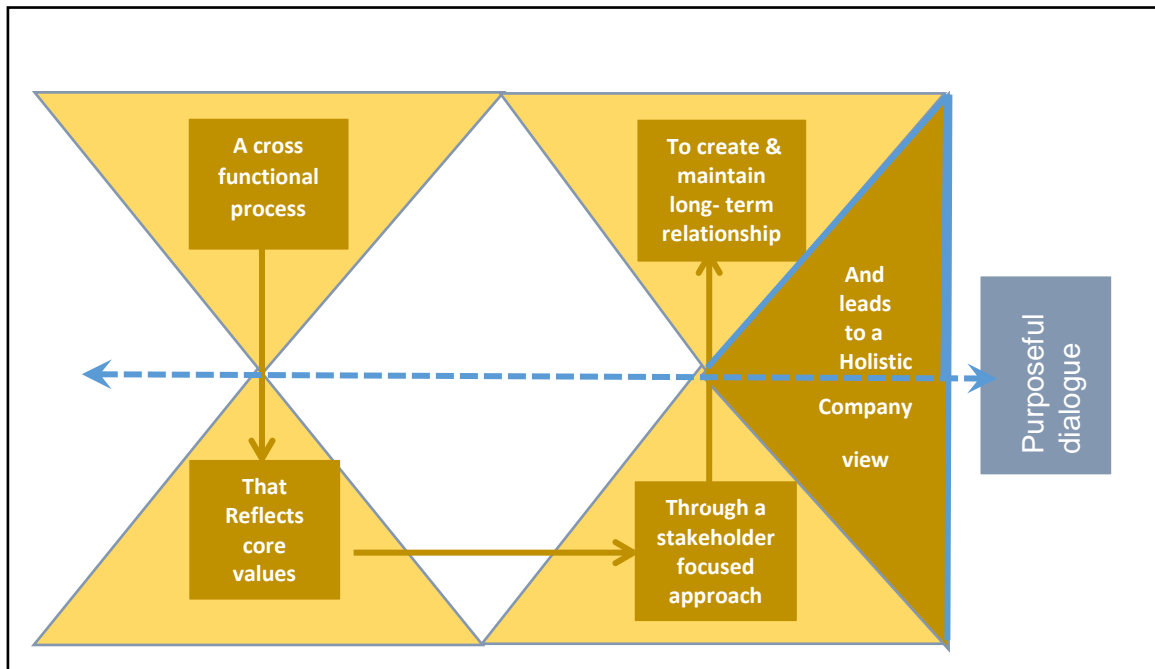 A cross
functional
process
That
Reflects
core
values
Through a
stakeholder
focused
approach
To create &
maintain
long- term
relationship
And
leads
to a
Holistic
Company
view
Purposeful
dialogue